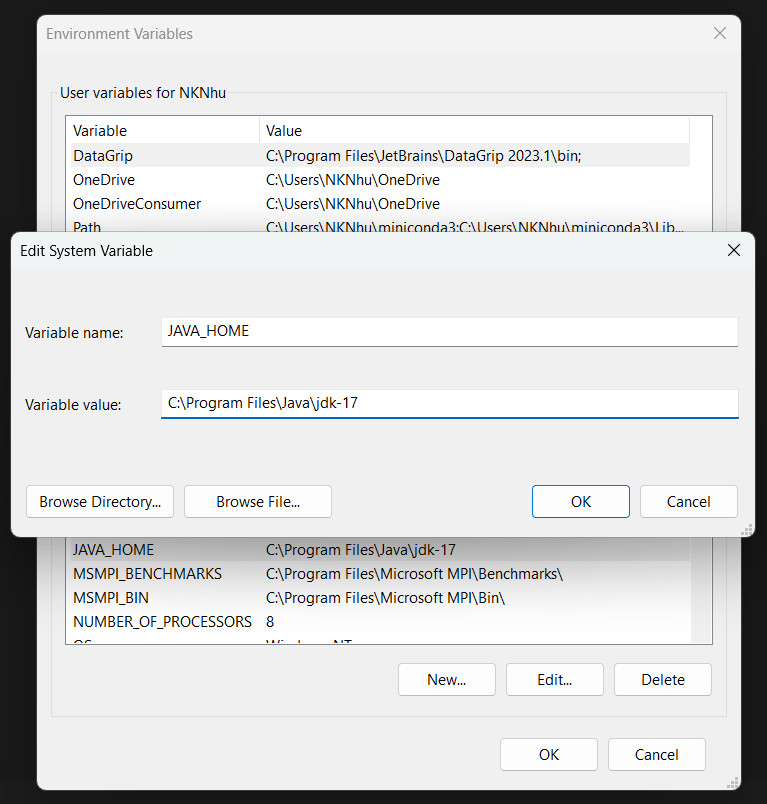 Environment Variables
User variables for NKNhu
Variable Value
DataGrip C:\Program Files\JetBrains\DataGrip 2023.1\bin;
OneDrive C:\Users\NKNhu\OneDrive
OneDriveConsumer C:\Users\NKNhu\OneDrive
Path C:\Users\NKNhu\miniconda3;C:\Users\NKNhu\miniconda3\Lib...
Edit System Variable
Variable name: JAVA_HOME
Variable value: C:\Program Files\Java\jdk-17
Browse Directory... Browse File... OK Cancel
JAVA_HOME C:\Program Files\Java\jdk-17
MSMPI_BENCHMARKS C:\Program Files\Microsoft MPI\Benchmarks\
MSMPI_BIN C:\Program Files\Microsoft MPI\Bin\
NUMBER_OF_PROCESSORS 8
OS Windows_NT
New... Edit... Delete
OK Cancel